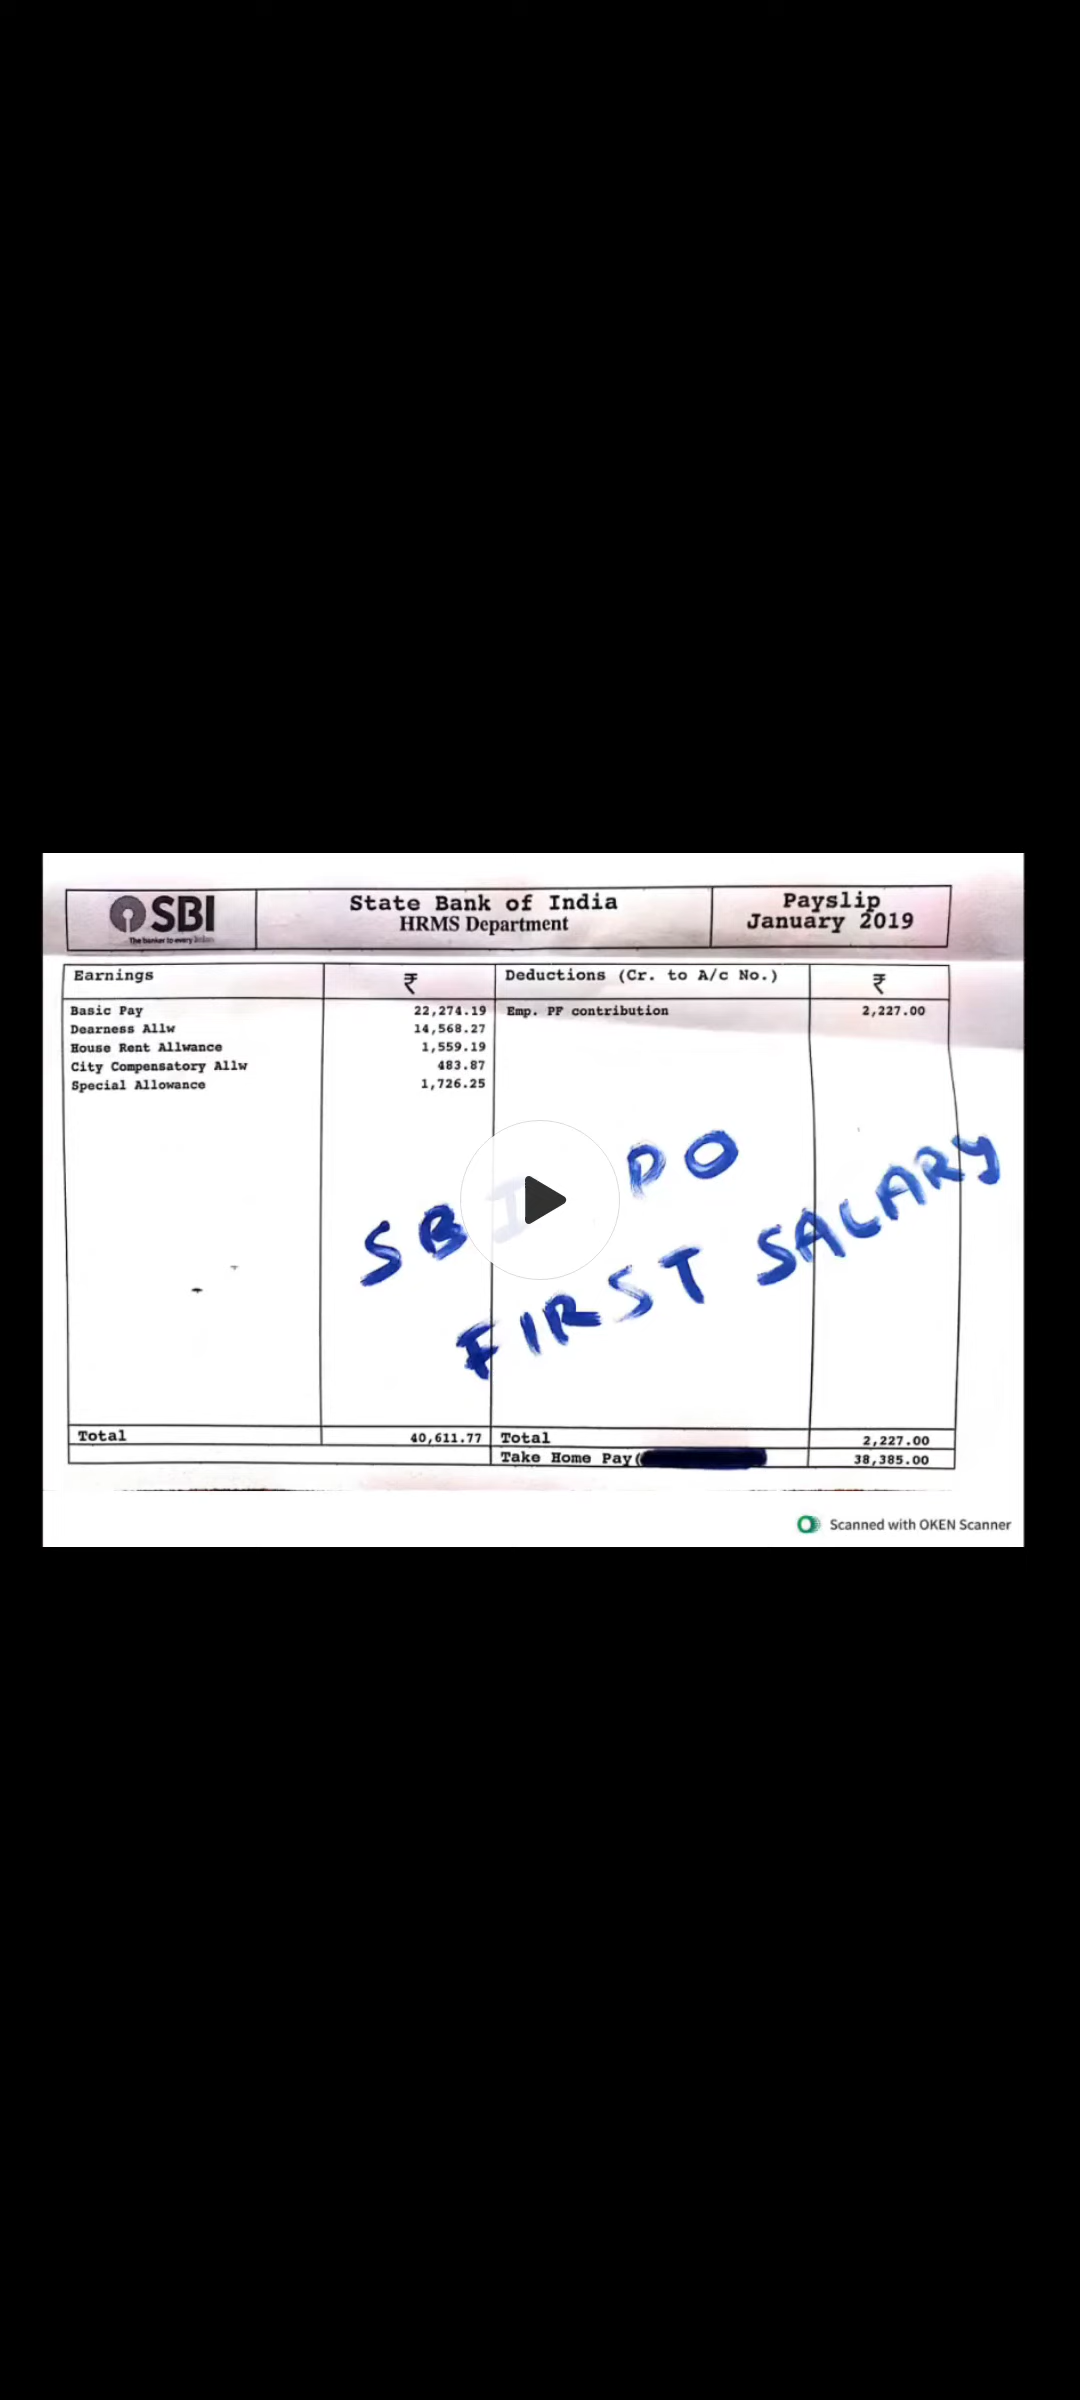 SBI
The banker to every Indian
State Bank of India
HRMS Department
Payslip
January 2019
Earnings ₹ Deductions (Cr. to A/c No.) ₹
Basic Pay 22,274.19 Emp. PF contribution 2,227.00
Dearness Allw 14,568.27
House Rent Allwance 1,559.19
City Compensatory Allw 483.87
Special Allowance 1,726.25
SBI PO
FIRST SALARY
Total 40,611.77 Total 2,227.00
Take Home Pay( 38,385.00
Scanned with OKEN Scanner